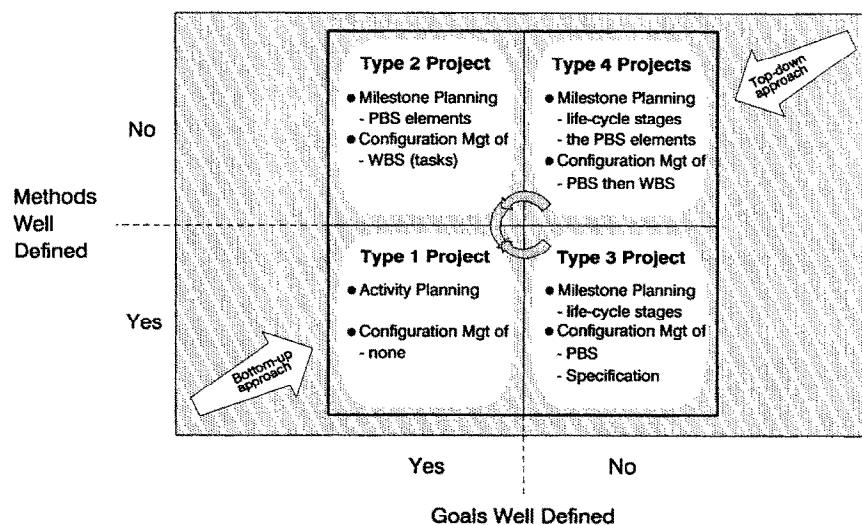 Type 2 Project
● Milestone Planning
- PBS elements
● Configuration Mgt of
- WBS (tasks)
Type 4 Projects
● Milestone Planning
- life-cycle stages
- the PBS elements
● Configuration Mgt of
- PBS then WBS
Top-down
approach
No
Methods
Well
Defined
Yes
Type 1 Project
● Activity Planning
● Configuration Mgt of
- none
Type 3 Project
● Milestone Planning
- life-cycle stages
● Configuration Mgt of
- PBS
- Specification
Bottom-up
approach
Yes
No
Goals Well Defined